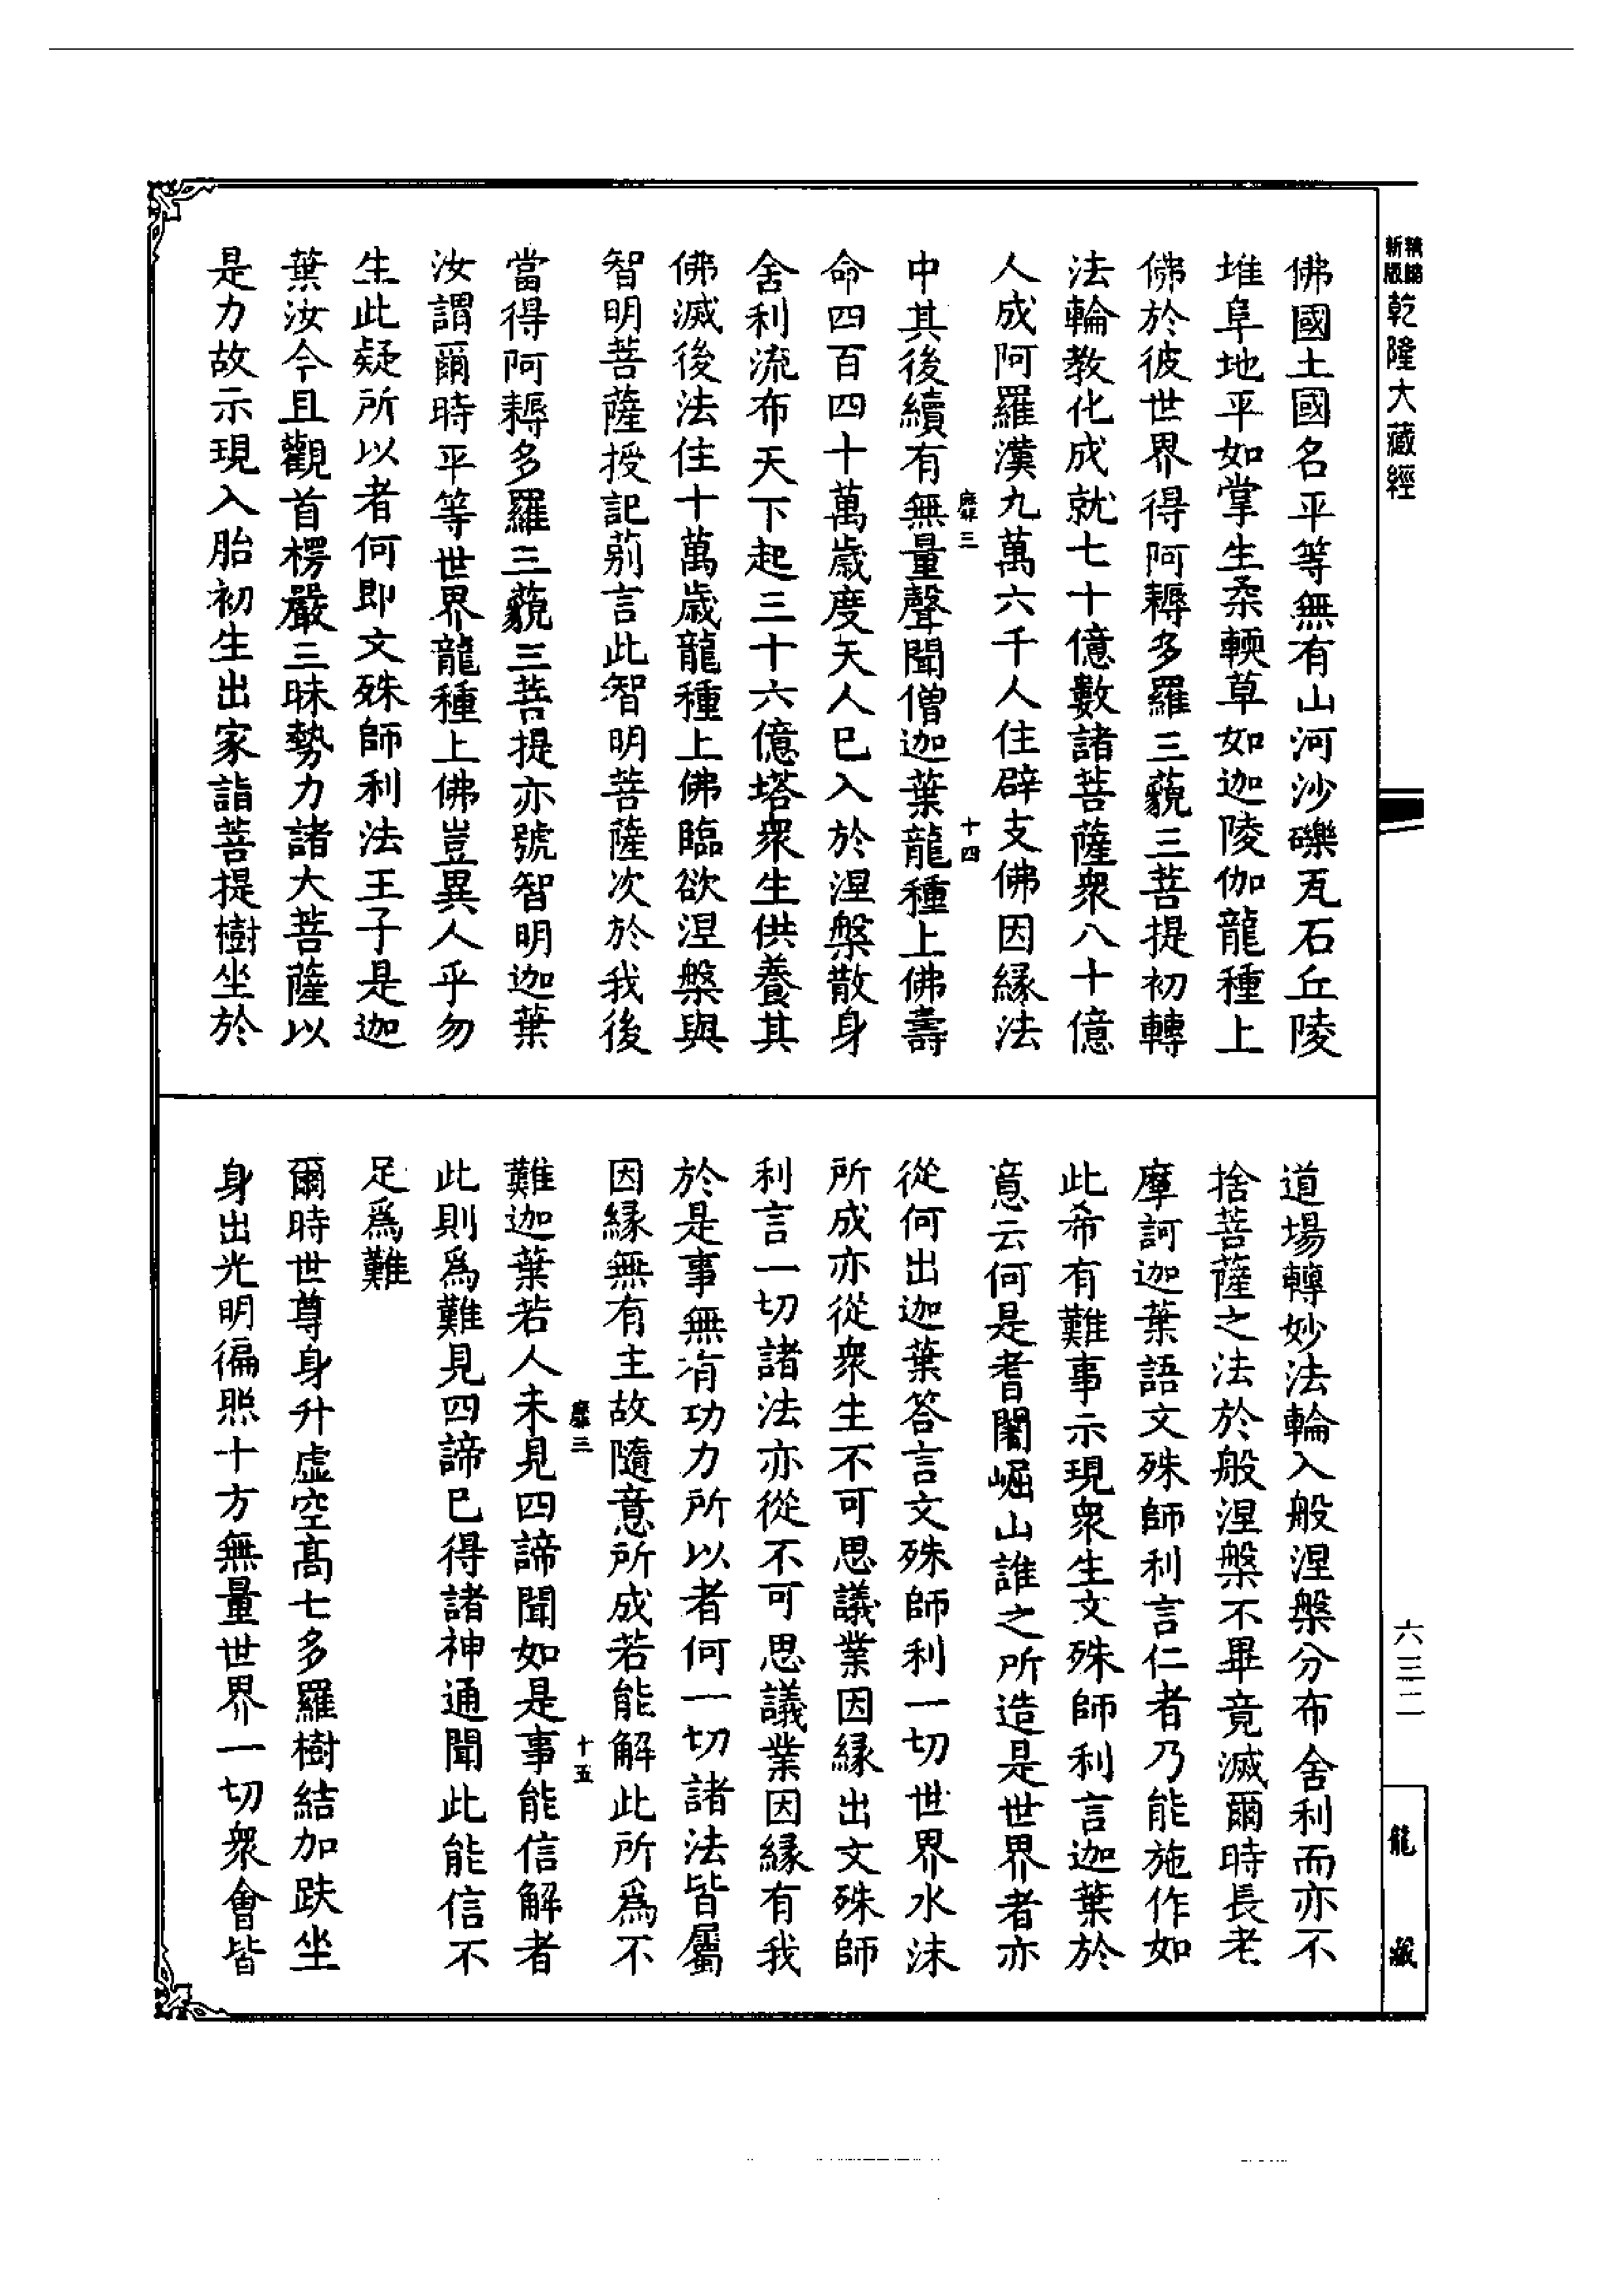 精縮新版乾隆大藏經
佛國土國名平等無有山河沙礫瓦石丘陵
堆阜地平如掌生柔輭草如迦陵伽龍種上
佛於彼世界得阿耨多羅三藐三菩提初轉
法輪教化成就七十億數諸菩薩衆八十億
人成阿羅漢九萬六千人住辟支佛因緣法
中其後續有無量聲聞僧迦葉龍種上佛壽
命四百四十萬歲度天人已入於涅槃散身
舍利流布天下起三十六億塔衆生供養其
佛滅後法住十萬歲龍種上佛臨欲涅槃與
智明菩薩授記莂言此智明菩薩次於我後
當得阿耨多羅三藐三菩提亦號智明迦葉
汝謂爾時平等世界龍種上佛豈異人乎勿
生此疑所以者何即文殊師利法王子是迦
葉汝今且觀首楞嚴三昧勢力諸大菩薩以
是力故示現入胎初生出家詣菩提樹坐於
道場轉妙法輪入般涅槃分布舍利而亦不
捨菩薩之法於般涅槃不畢竟滅爾時長老
摩訶迦葉語文殊師利言仁者乃能施作如
此希有難事示現衆生文殊師利言迦葉於
意云何是耆闍崛山誰之所造是世界者亦
從何出迦葉答言文殊師利一切世界水沫
所成亦從衆生不可思議業因緣出文殊師
利言一切諸法亦從不可思議業因緣有我
於是事無有功力所以者何一切諸法皆屬
因緣無有主故隨意所成若能解此所爲不
難迦葉若人未見四諦聞如是事能信解者
此則爲難見四諦已得諸神通聞此能信不
足爲難
爾時世尊身升虛空高七多羅樹結加趺坐
身出光明徧照十方無量世界一切衆會皆
十四
十五
六三二
龍藏